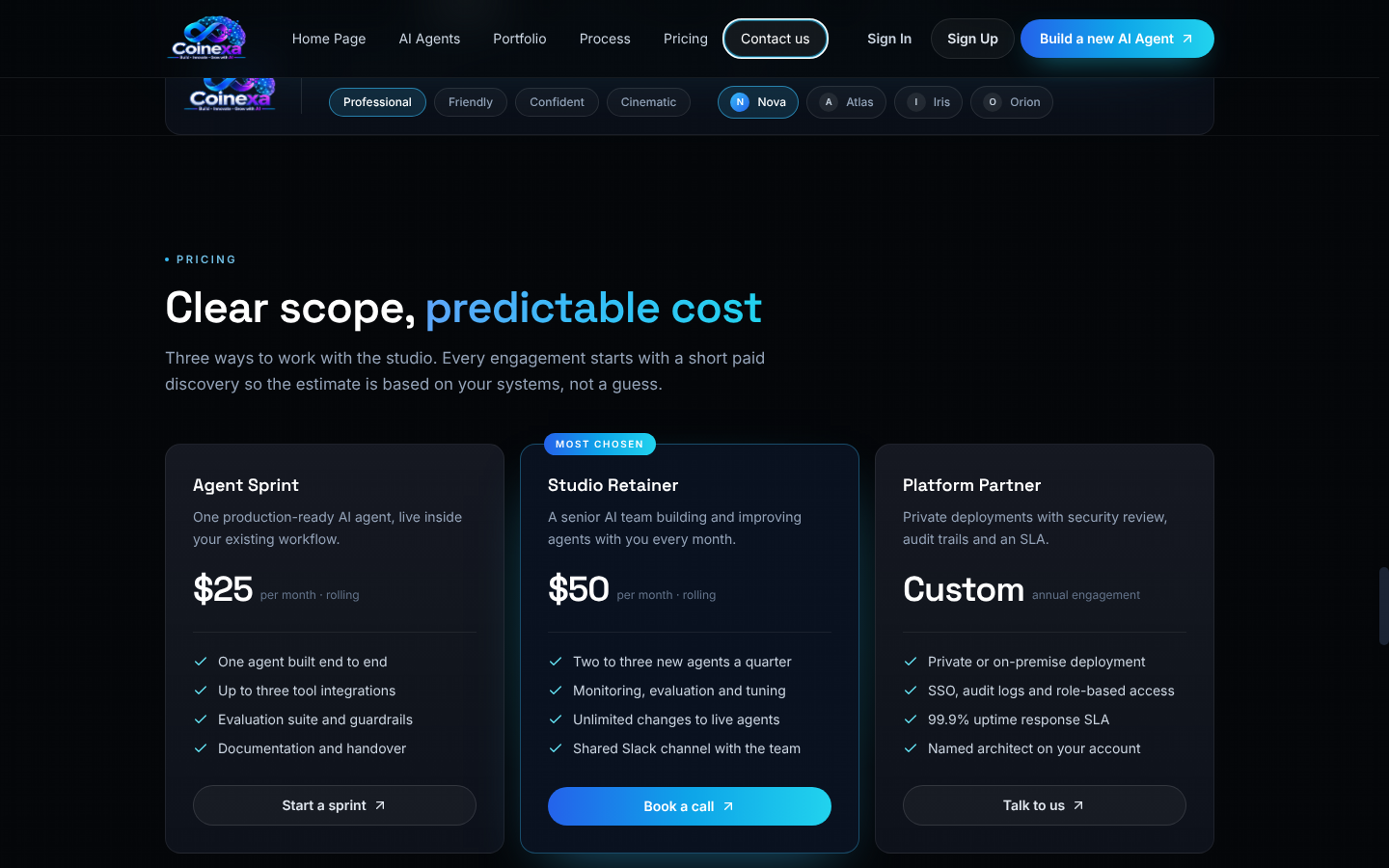 Coinexa
Home Page
AI Agents
Portfolio
Process
Pricing
Contact us
Sign In
Sign Up
Build a new AI Agent
Coinexa
Professional
Friendly
Confident
Cinematic
N Nova
A Atlas
I Iris
O Orion
PRICING
Clear scope, predictable cost
Three ways to work with the studio. Every engagement starts with a short paid
discovery so the estimate is based on your systems, not a guess.
Agent Sprint
One production-ready AI agent, live inside
your existing workflow.
$25 per month · rolling
One agent built end to end
Up to three tool integrations
Evaluation suite and guardrails
Documentation and handover
Start a sprint
MOST CHOSEN
Studio Retainer
A senior AI team building and improving
agents with you every month.
$50 per month · rolling
Two to three new agents a quarter
Monitoring, evaluation and tuning
Unlimited changes to live agents
Shared Slack channel with the team
Book a call
Platform Partner
Private deployments with security review,
audit trails and an SLA.
Custom annual engagement
Private or on-premise deployment
SSO, audit logs and role-based access
99.9% uptime response SLA
Named architect on your account
Talk to us